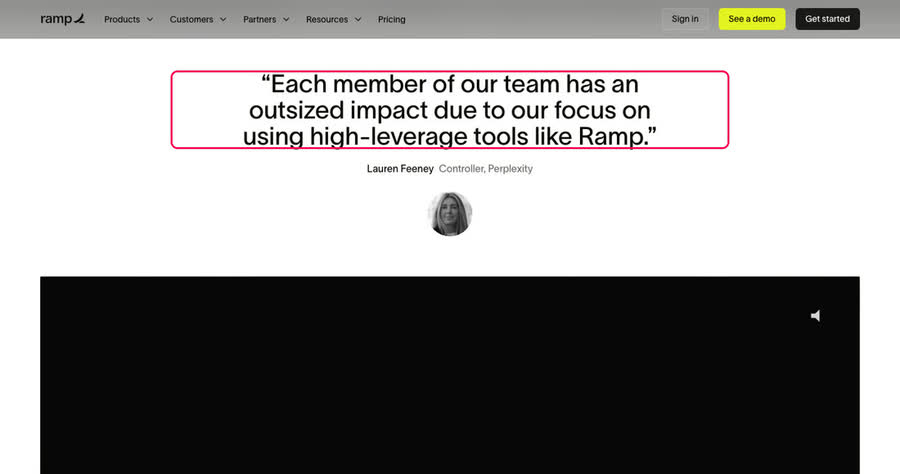 ramp Products Customers Partners Resources Pricing Sign in See a demo Get started
“Each member of our team has an
outsized impact due to our focus on
using high-leverage tools like Ramp.”
Lauren Feeney Controller, Perplexity